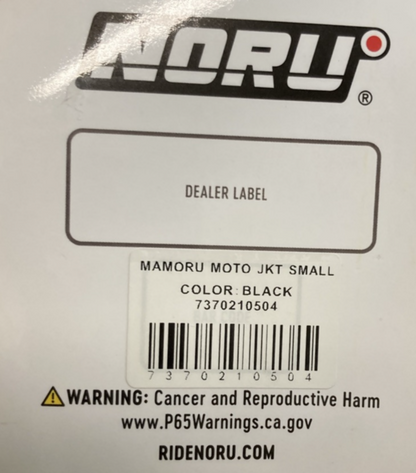 NORU
®
DEALER LABEL
MAMORU MOTO JKT SMALL
COLOR: BLACK
7370210504
7370210504
WARNING: Cancer and Reproductive Harm
www.P65Warnings.ca.gov
RIDENORU.COM